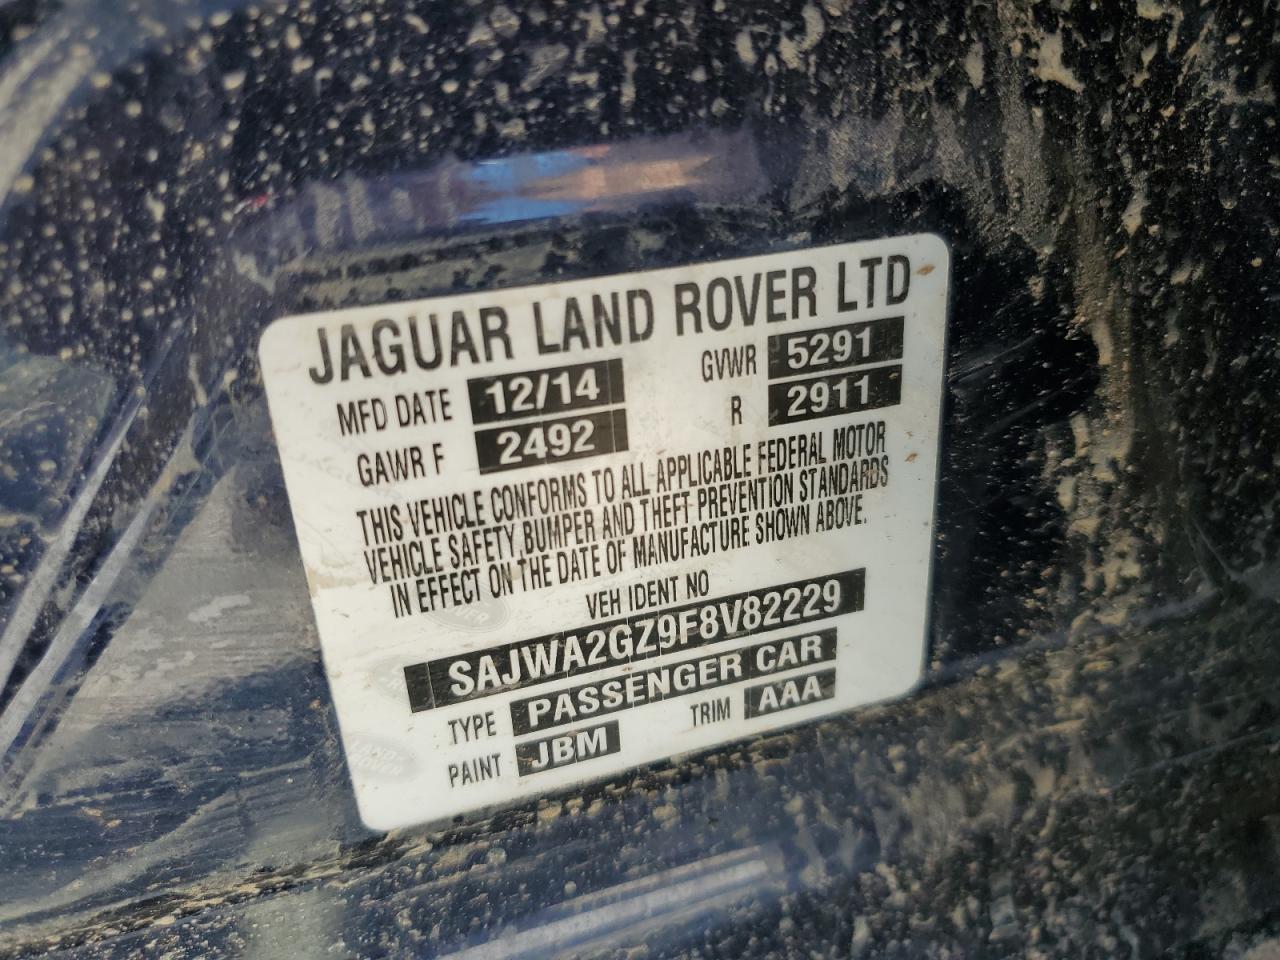 JAGUAR LAND ROVER LTD
MFD DATE 12/14 GVWR 5291
GAWR F 2492 R 2911
THIS VEHICLE CONFORMS TO ALL APPLICABLE FEDERAL MOTOR
VEHICLE SAFETY, BUMPER AND THEFT PREVENTION STANDARDS
IN EFFECT ON THE DATE OF MANUFACTURE SHOWN ABOVE.
VEH IDENT NO
SAJWA2GZ9F8V82229
TYPE PASSENGER CAR
PAINT JBM TRIM AAA